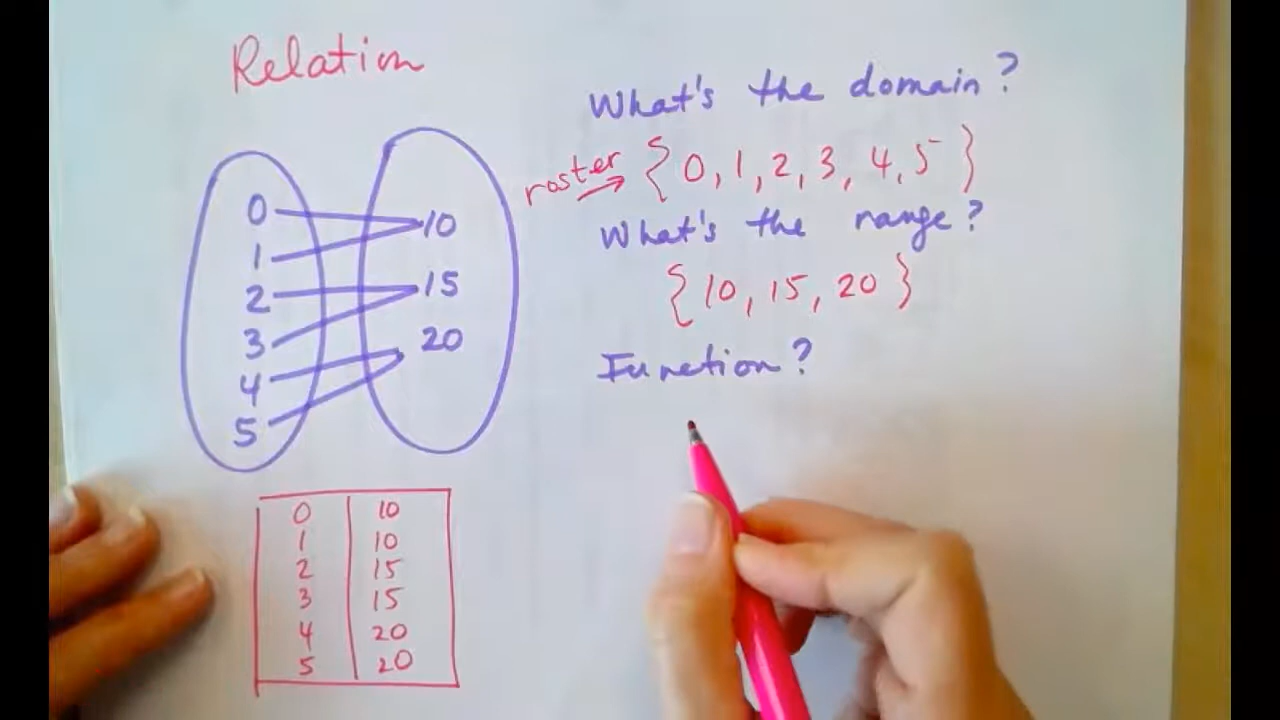 Relation
0 10
1 15
2 20
3
4
5
What's the domain?
roster → { 0, 1, 2, 3, 4, 5 }
What's the range?
{ 10, 15, 20 }
Function?
0 10
1 10
2 15
3 15
4 20
5 20